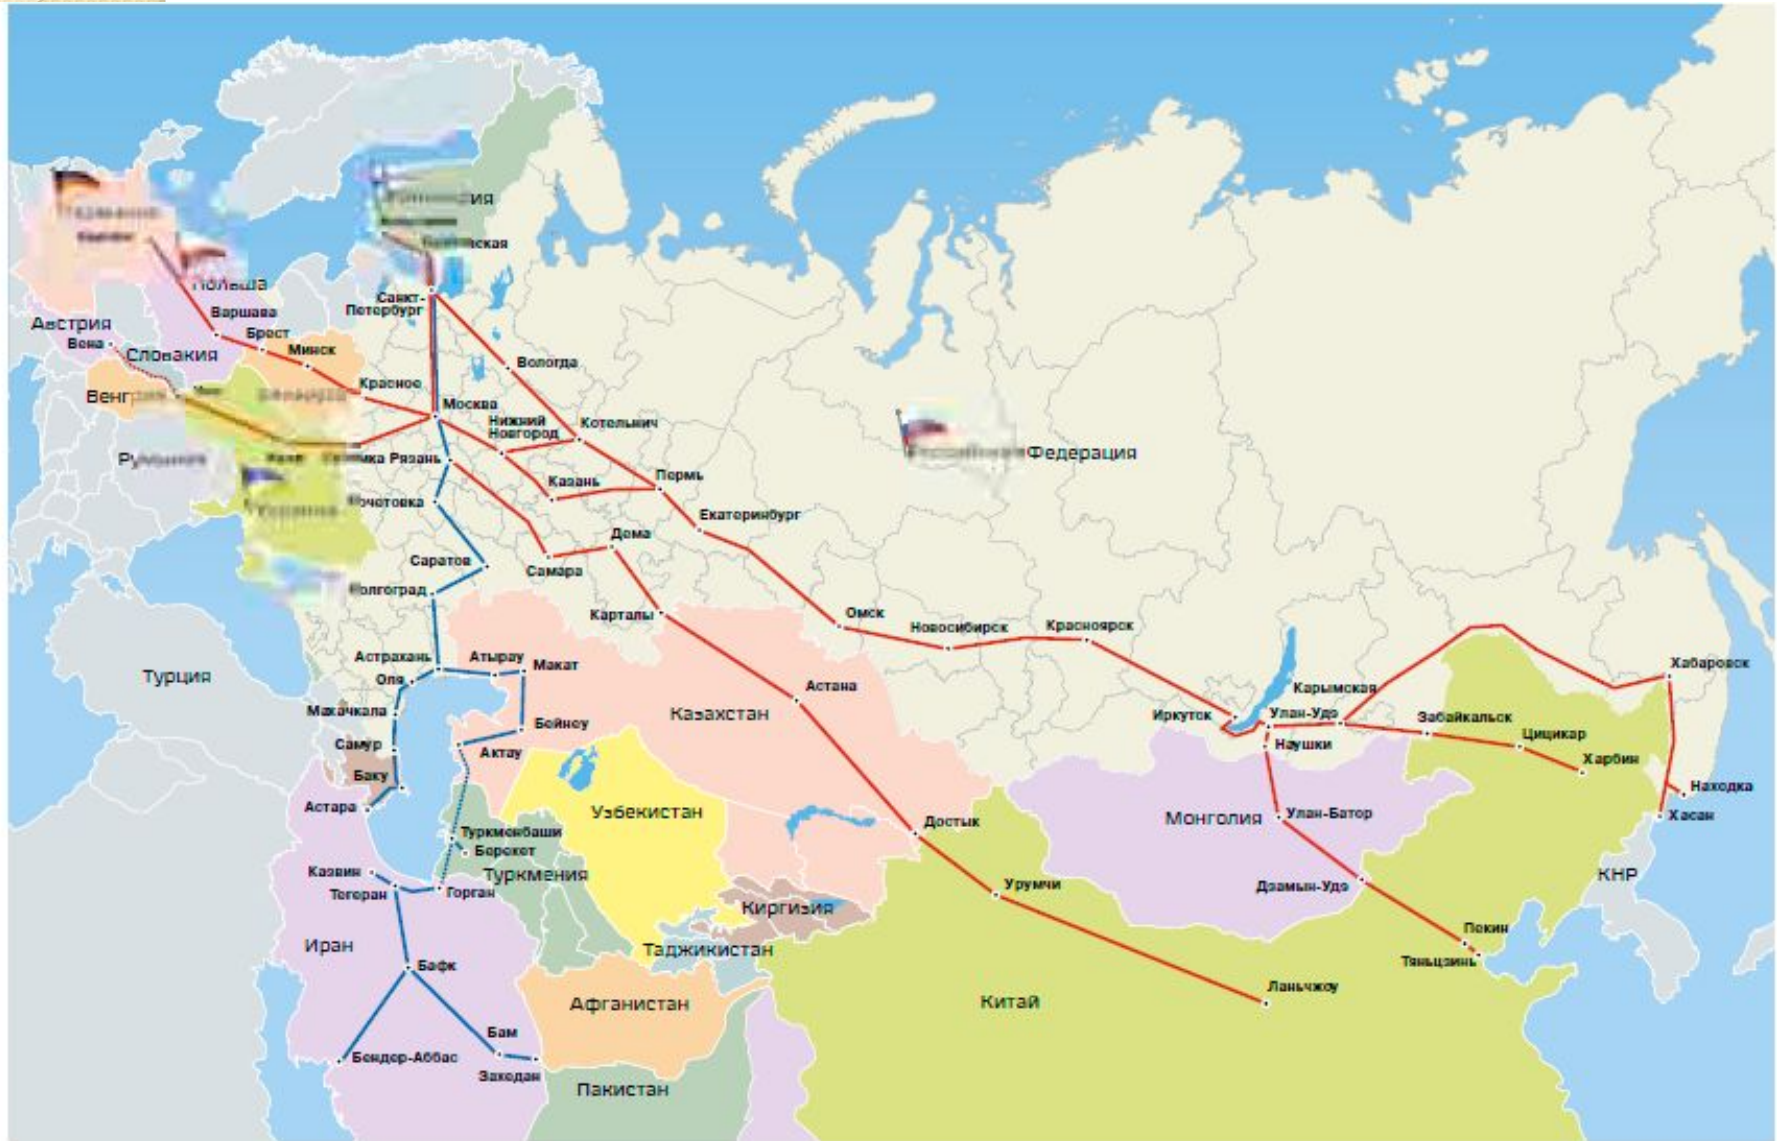 Польша
Санкт-
Петербург
Варшава
Австрия
Брест
Вена
Минск
Словакия
Вологда
Красное
Москва
Нижний
Новгород
Котельнич
Рязань
Федерация
Казань
Пермь
Екатеринбург
Дема
Саратов
Самара
Карталы
Омск
Новосибирск
Красноярск
Астрахань
Атырау
Макат
Хабаровск
Турция
Оля
Астана
Карымская
Махачкала
Казахстан
Иркутск
Улан-Удэ
Забайкальск
Бейнеу
Самур
Актау
Наушки
Цицикар
Баку
Харбин
Астара
Узбекистан
Находка
Достык
Монголия
Улан-Батор
Хасан
Туркменбаши
Берекет
Казвин
Туркмения
Тегеран
Горган
Урумчи
Дзамын-Удэ
КНР
Киргизия
Иран
Таджикистан
Пекин
Бафк
Тяньцзинь
Афганистан
Китай
Ланьчжоу
Бам
Бендер-Аббас
Захедан
Пакистан